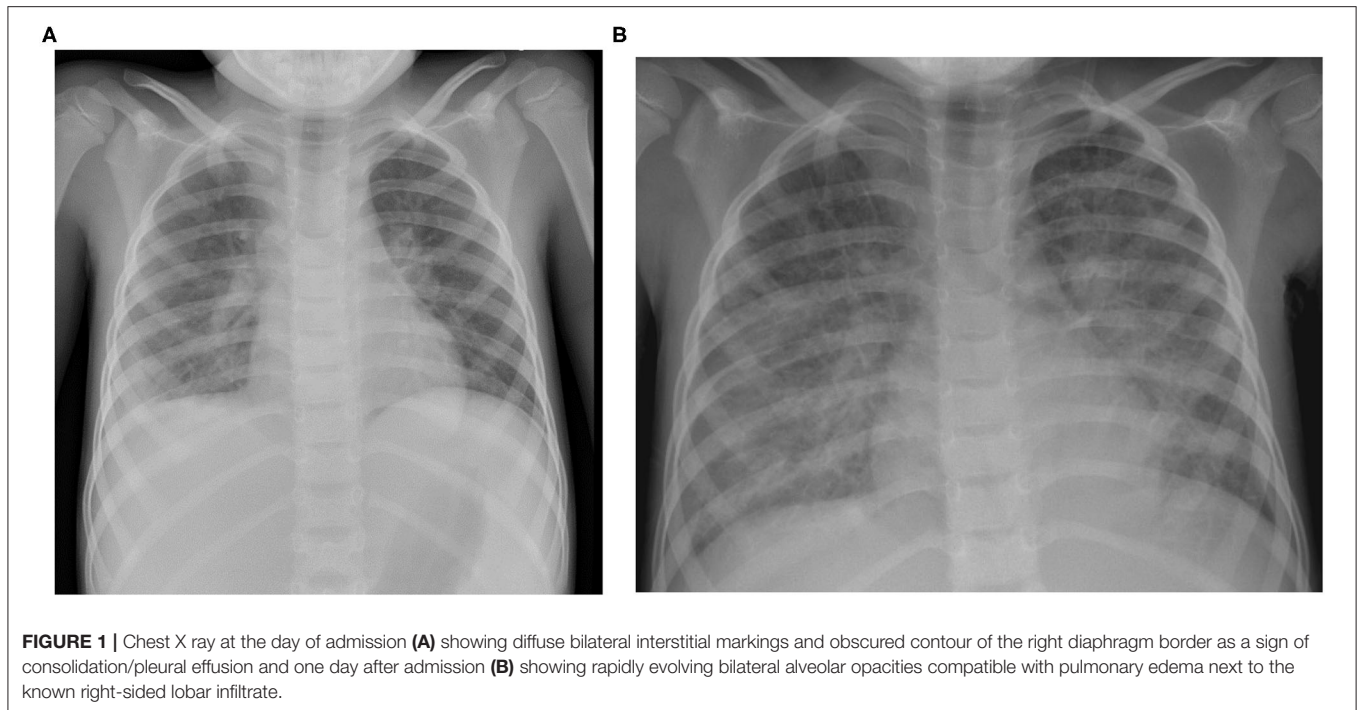 A
B
FIGURE 1 | Chest X ray at the day of admission (A) showing diffuse bilateral interstitial markings and obscured contour of the right diaphragm border as a sign of
consolidation/pleural effusion and one day after admission (B) showing rapidly evolving bilateral alveolar opacities compatible with pulmonary edema next to the
known right-sided lobar infiltrate.